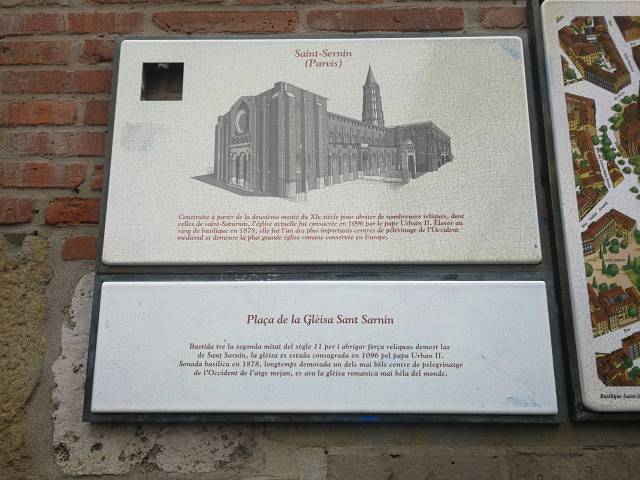 Saint-Sernin
(Parvis)
Construite à partir de la deuxième moitié du XIe siècle pour abriter de nombreuses reliques, dont
celles de saint-Saturnin, l'église actuelle fut consacrée en 1096 par le pape Urbain II. Élevée au
rang de basilique en 1878, elle fut l'un des plus importants centres de pèlerinage de l'Occident
médiéval et demeure la plus grande église romane conservée en Europe.
Plaça de la Glèisa Sant Sarnin
Bastida tre la segonda mitat del sègle 11 per i abrigar fòrça reliquas demest las
de Sant Sarnin, la glèisa es estada consagrada en 1096 pel papa Urban II.
Sonada basilica en 1878, longtemps demorada un dels mai bèls centre de pelegrinatge
de l'Occident de l'atge mejan, es ara la glèisa romanica mai bèla del monde.
Basilique Saint-S